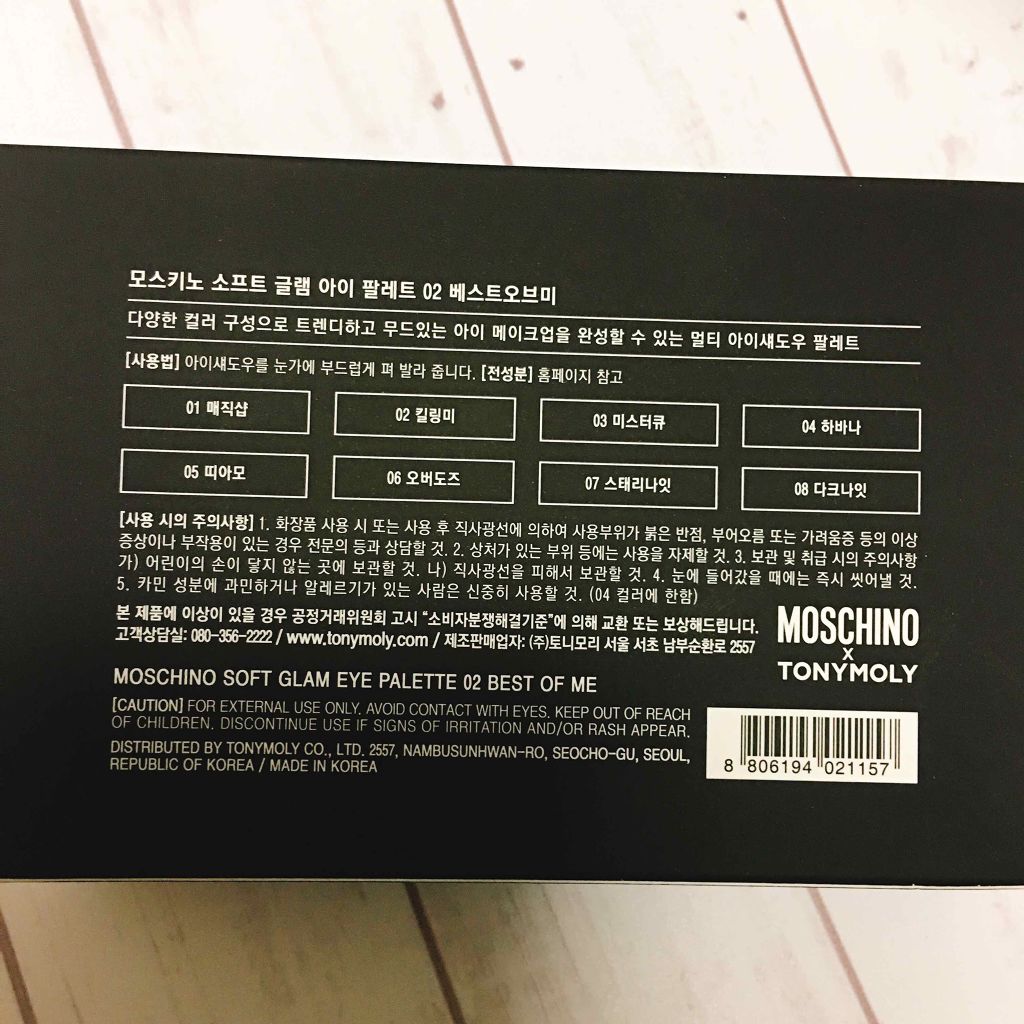 모스키노 소프트 글램 아이 팔레트 02 베스트오브미
다양한 컬러 구성으로 트렌디하고 무드있는 아이 메이크업을 완성할 수 있는 멀티 아이섀도우 팔레트
[사용법] 아이섀도우를 눈가에 부드럽게 펴 발라 줍니다. [전성분] 홈페이지 참고
01 매직샵
02 킬링미
03 미스터큐
04 하바나
05 띠아모
06 오버도즈
07 스태리나잇
08 다크나잇
[사용 시의 주의사항] 1. 화장품 사용 시 또는 사용 후 직사광선에 의하여 사용부위가 붉은 반점, 부어오름 또는 가려움증 등의 이상
증상이나 부작용이 있는 경우 전문의 등과 상담할 것. 2. 상처가 있는 부위 등에는 사용을 자제할 것. 3. 보관 및 취급 시의 주의사항
가) 어린이의 손이 닿지 않는 곳에 보관할 것. 나) 직사광선을 피해서 보관할 것. 4. 눈에 들어갔을 때에는 즉시 씻어낼 것.
5. 카민 성분에 과민하거나 알레르기가 있는 사람은 신중히 사용할 것. (04 컬러에 한함)
본 제품에 이상이 있을 경우 공정거래위원회 고시 “소비자분쟁해결기준”에 의해 교환 또는 보상해드립니다.
고객상담실: 080-356-2222 / www.tonymoly.com / 제조판매업자: (주)토니모리 서울 서초 남부순환로 2557
MOSCHINO
x
TONYMOLY
MOSCHINO SOFT GLAM EYE PALETTE 02 BEST OF ME
[CAUTION] FOR EXTERNAL USE ONLY. AVOID CONTACT WITH EYES. KEEP OUT OF REACH
OF CHILDREN. DISCONTINUE USE IF SIGNS OF IRRITATION AND/OR RASH APPEAR.
DISTRIBUTED BY TONYMOLY CO., LTD. 2557, NAMBUSUNHWAN-RO, SEOCHO-GU, SEOUL,
REPUBLIC OF KOREA / MADE IN KOREA
8 806194 021157